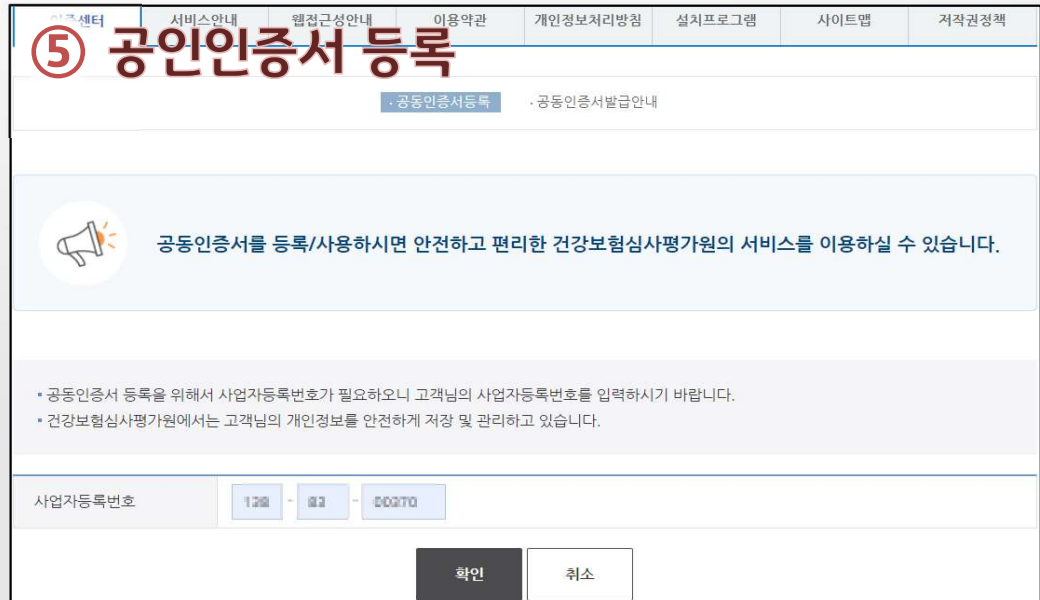 인증센터 서비스안내 웹접근성안내 이용약관 개인정보처리방침 설치프로그램 사이트맵 저작권정책
⑤ 공인인증서 등록
· 공동인증서등록 · 공동인증서발급안내
공동인증서를 등록/사용하시면 안전하고 편리한 건강보험심사평가원의 서비스를 이용하실 수 있습니다.
▪ 공동인증서 등록을 위해서 사업자등록번호가 필요하오니 고객님의 사업자등록번호를 입력하시기 바랍니다.
▪ 건강보험심사평가원에서는 고객님의 개인정보를 안전하게 저장 및 관리하고 있습니다.
사업자등록번호 - -
확인 취소